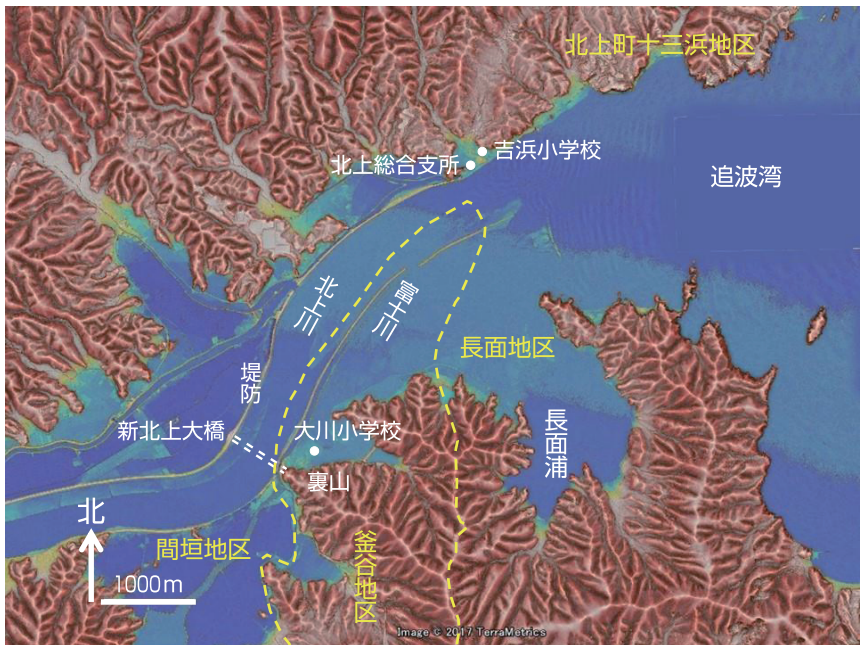 北上町十三浜地区
吉浜小学校
北上総合支所
追波湾
北上川
富士川
長面地区
堤防
新北上大橋
大川小学校
長面浦
裏山
北
間垣地区
釜谷地区
1000m
Image © 2017 TerraMetrics